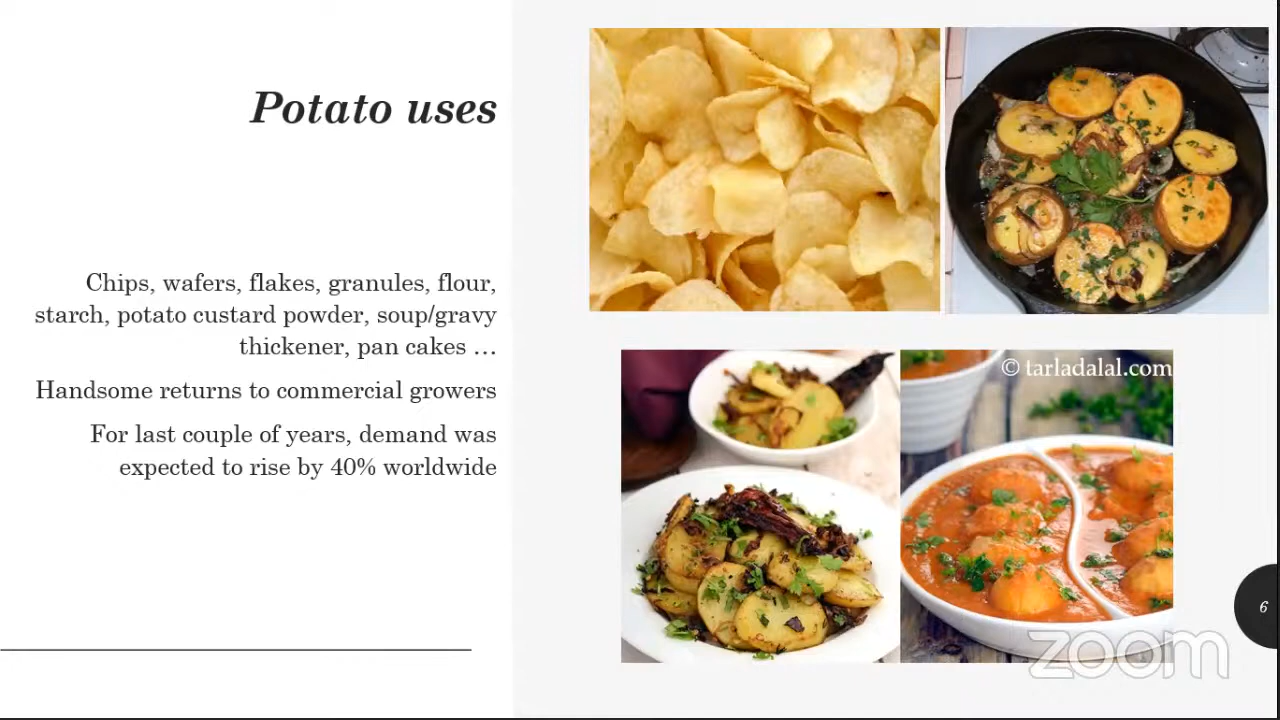 Potato uses
Chips, wafers, flakes, granules, flour,
starch, potato custard powder, soup/gravy
thickener, pan cakes ...
Handsome returns to commercial growers
For last couple of years, demand was
expected to rise by 40% worldwide
© tarladalal.com
6
zoom